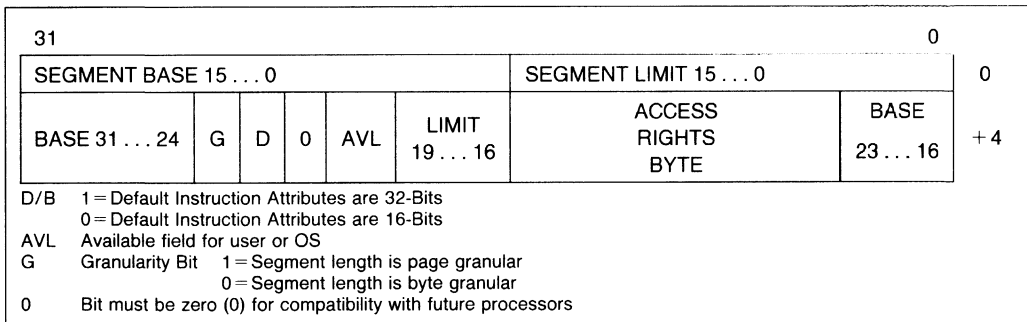 31 0
SEGMENT BASE 15 . . . 0 SEGMENT LIMIT 15 . . . 0 0
BASE 31 . . . 24 G D 0 AVL LIMIT 19 . . . 16 ACCESS RIGHTS BYTE BASE 23 . . . 16 +4
D/B 1 = Default Instruction Attributes are 32-Bits
0 = Default Instruction Attributes are 16-Bits
AVL Available field for user or OS
G Granularity Bit 1 = Segment length is page granular
0 = Segment length is byte granular
0 Bit must be zero (0) for compatibility with future processors